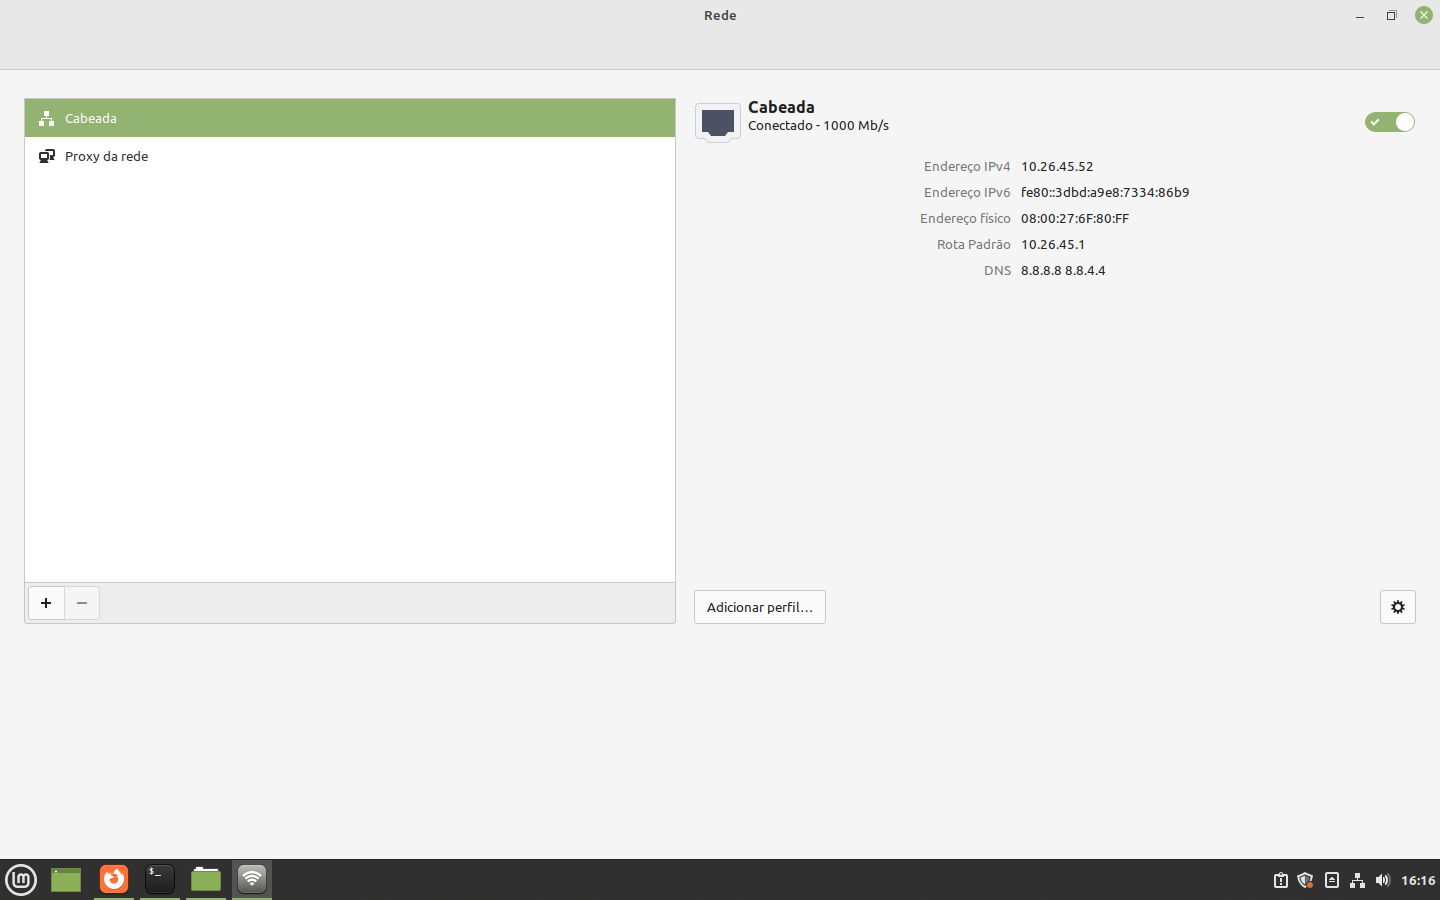 Rede
Cabeada
Proxy da rede
Cabeada
Conectado - 1000 Mb/s
Endereço IPv4 10.26.45.52
Endereço IPv6 fe80::3dbd:a9e8:7334:86b9
Endereço físico 08:00:27:6F:80:FF
Rota Padrão 10.26.45.1
DNS 8.8.8.8 8.8.4.4
Adicionar perfil...
$_
16:16